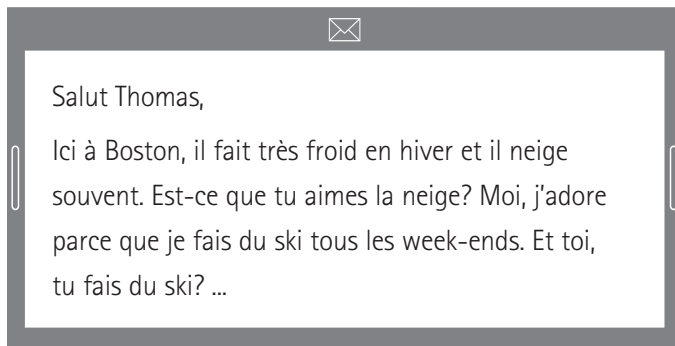 Salut Thomas,
Ici à Boston, il fait très froid en hiver et il neige
souvent. Est-ce que tu aimes la neige? Moi, j'adore
parce que je fais du ski tous les week-ends. Et toi,
tu fais du ski? ...